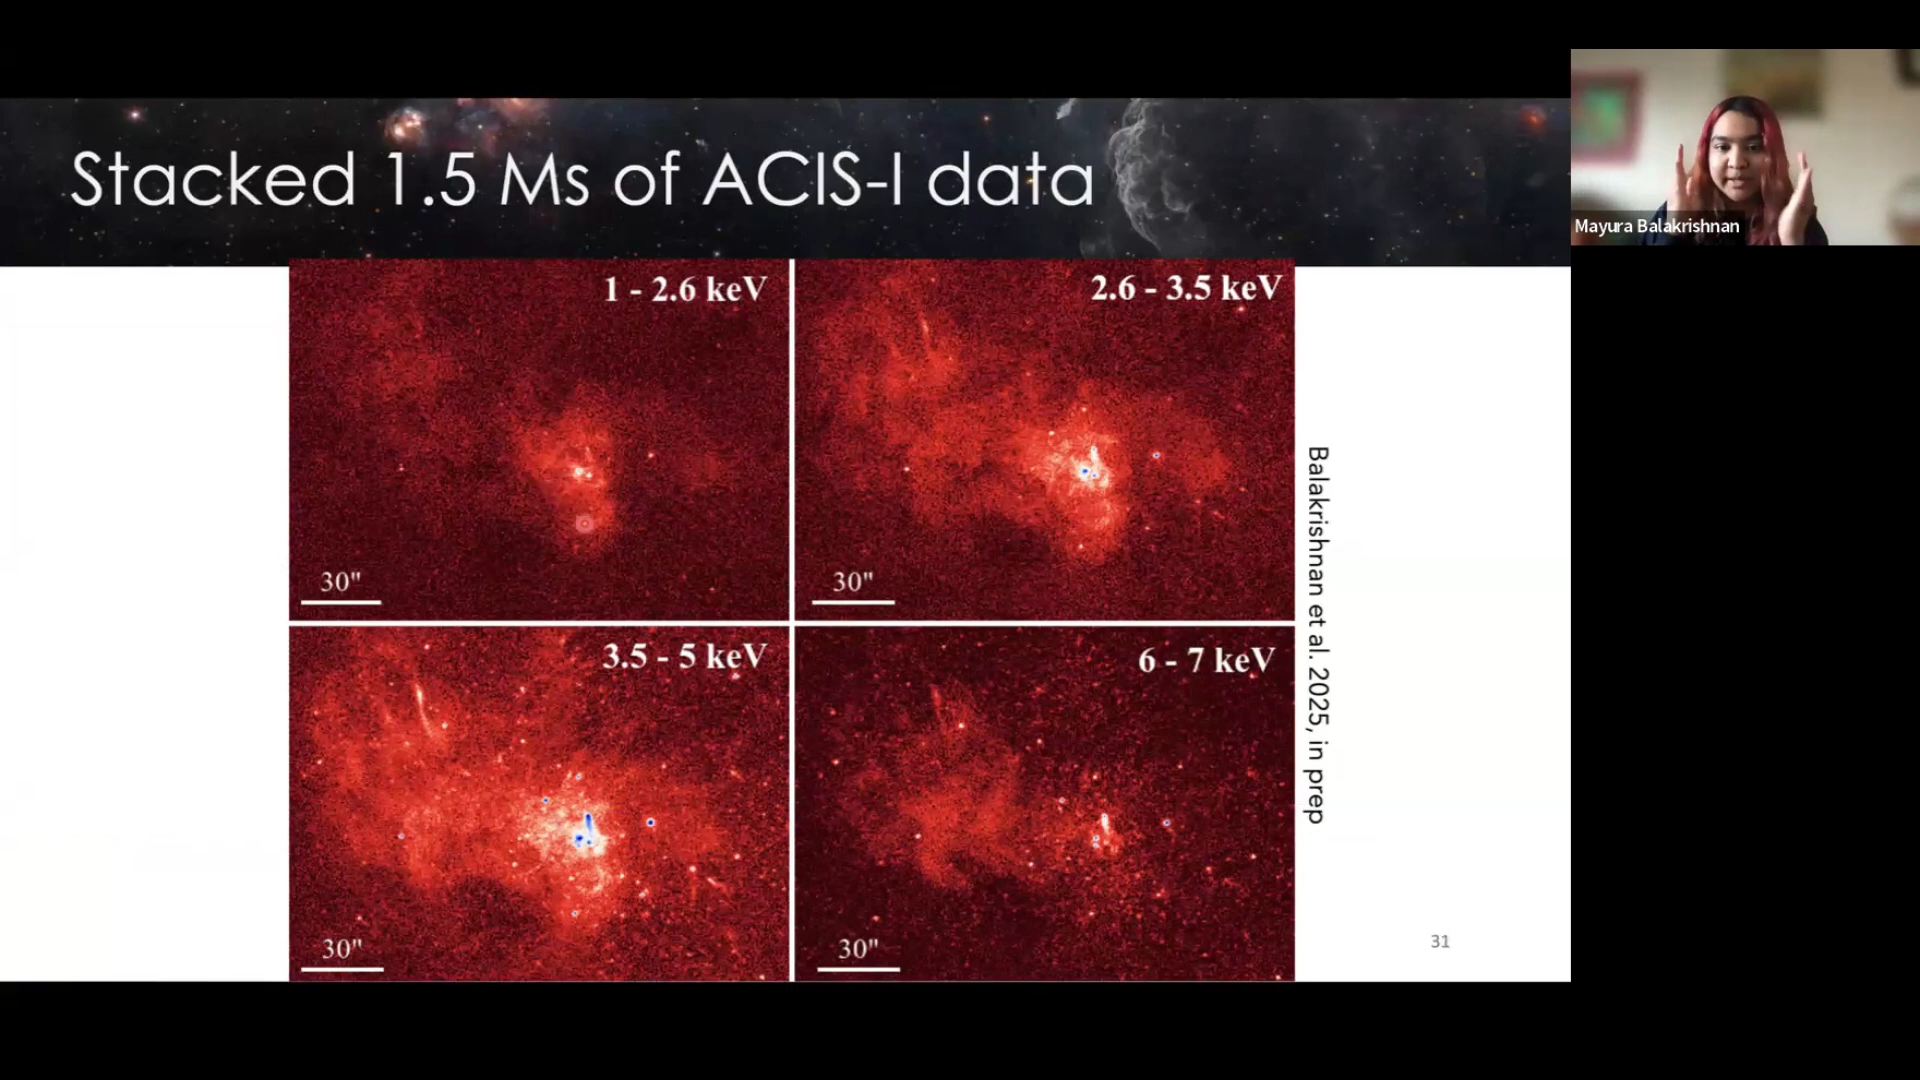 Stacked 1.5 Ms of ACIS-I data
Mayura Balakrishnan
1 - 2.6 keV
30"
2.6 - 3.5 keV
30"
3.5 - 5 keV
30"
6 - 7 keV
30"
Balakrishnan et al. 2025, in prep
31